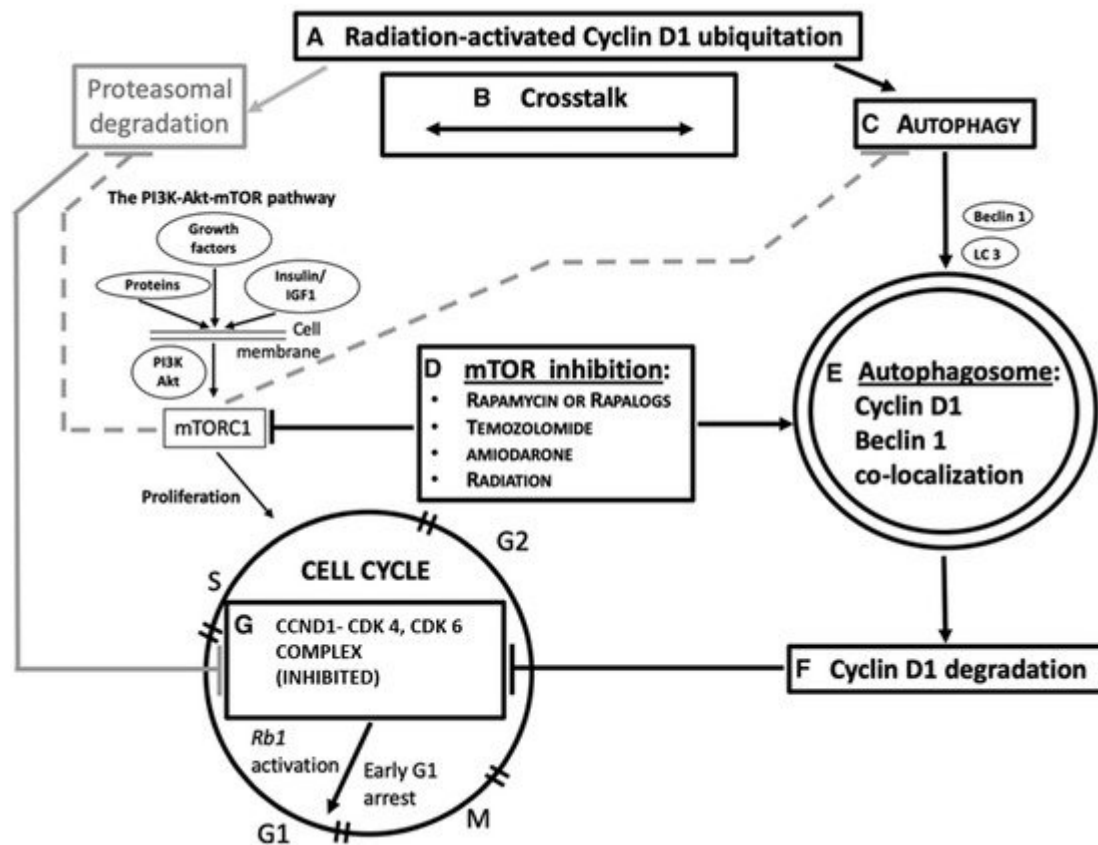 A Radiation-activated Cyclin D1 ubiquitation
Proteasomal
degradation
B Crosstalk
C AUTOPHAGY
The PI3K-Akt-mTOR pathway
Growth
factors
Proteins
Insulin/
IGF1
Cell
membrane
PI3K
Akt
mTORC1
Proliferation
Beclin 1
LC 3
D mTOR inhibition:
• RAPAMYCIN OR RAPALOGS
• TEMOZOLOMIDE
• AMIODARONE
• RADIATION
E Autophagosome:
Cyclin D1
Beclin 1
co-localization
G2
S
CELL CYCLE
G CCND1- CDK 4, CDK 6
COMPLEX
(INHIBITED)
F Cyclin D1 degradation
Rb1
activation
Early G1
arrest
G1
M